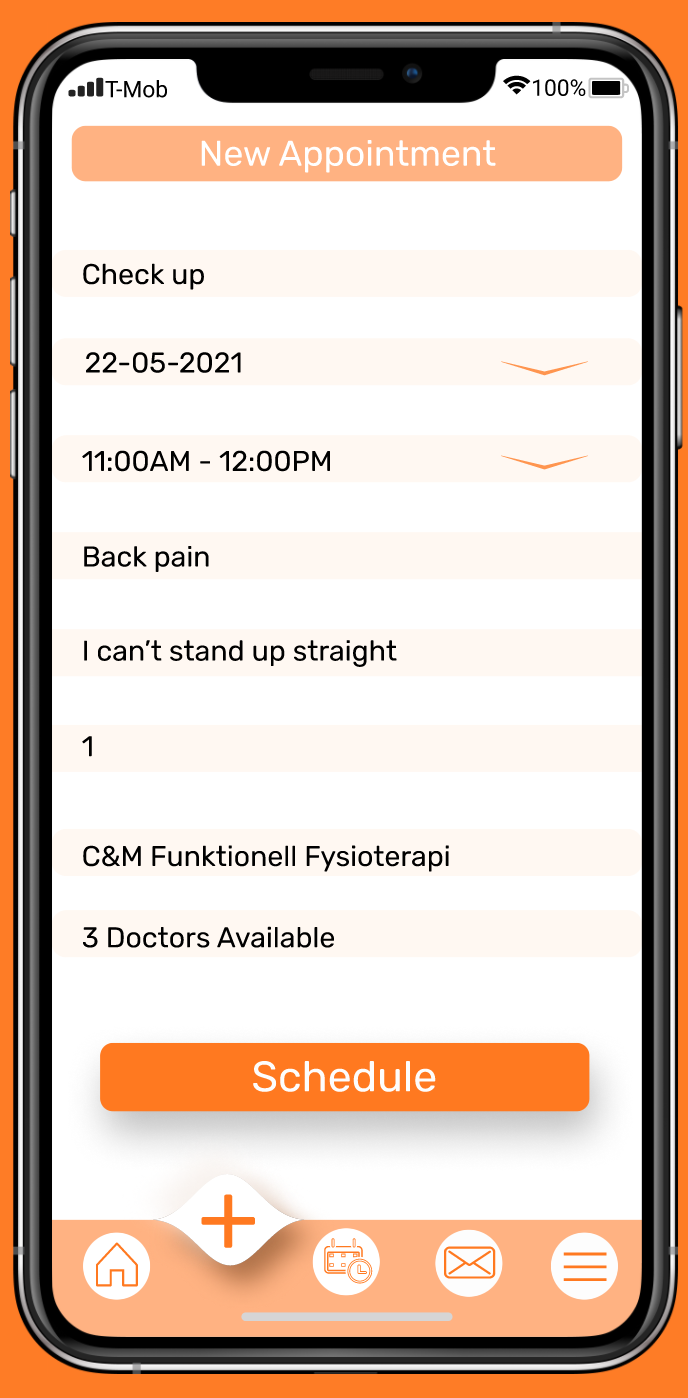 T-Mob 100%
New Appointment
Check up
22-05-2021
11:00AM - 12:00PM
Back pain
I can’t stand up straight
1
C&M Funktionell Fysioterapi
3 Doctors Available
Schedule